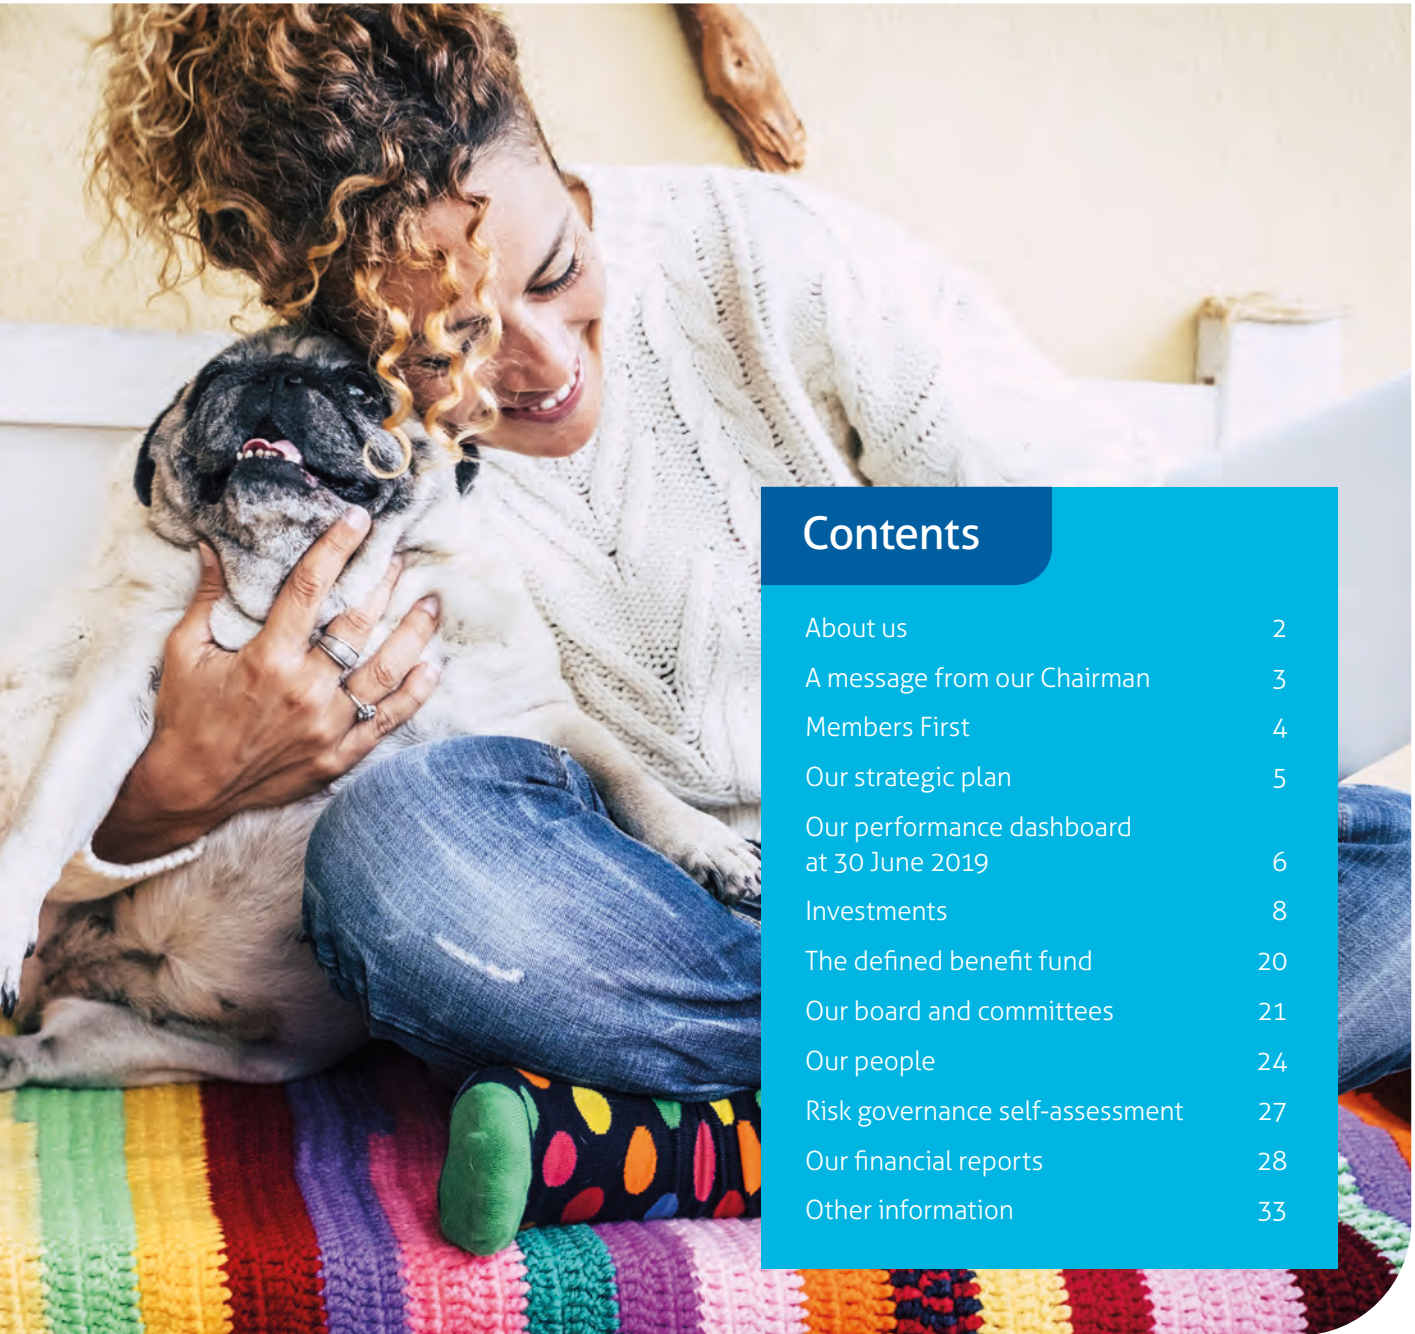 Contents
About us 2
A message from our Chairman 3
Members First 4
Our strategic plan 5
Our performance dashboard
at 30 June 2019 6
Investments 8
The defined benefit fund 20
Our board and committees 21
Our people 24
Risk governance self-assessment 27
Our financial reports 28
Other information 33